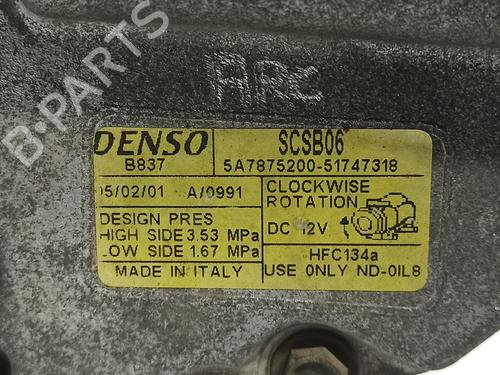 B-PARTS
ARC
DENSO
B837
SCSB06
5A7875200-51747318
05/02/01 A/0991
CLOCKWISE
ROTATION
DC 12V
DESIGN PRES
HIGH SIDE 3.53 MPa
LOW SIDE 1.67 MPa
MADE IN ITALY
HFC134a
USE ONLY ND-OIL8